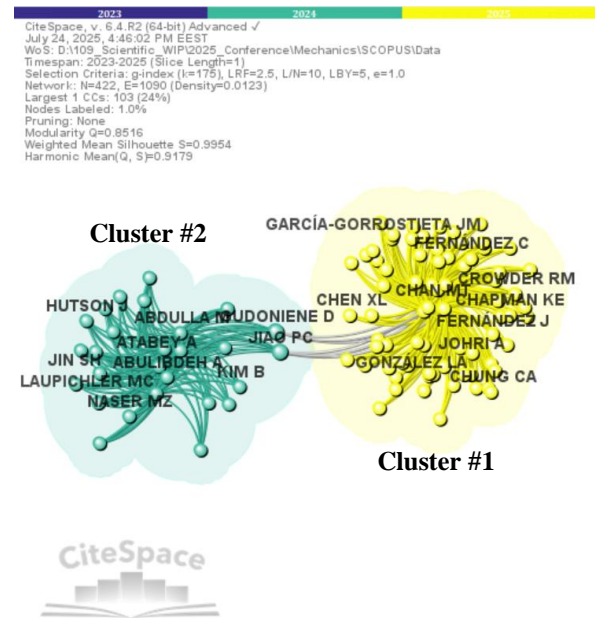 2023 2024 2025
CiteSpace, v. 6.4.R2 (64-bit) Advanced ✓
July 24, 2025, 4:46:02 PM EEST
WoS: D:\109_Scientific_WIP\2025_Conference\Mechanics\SCOPUS\Data
Timespan: 2023-2025 (Slice Length=1)
Selection Criteria: g-index (k=175), LRF=2.5, L/N=10, LBY=5, e=1.0
Network: N=422, E=1090 (Density=0.0123)
Largest 1 CCs: 103 (24%)
Nodes Labeled: 1.0%
Pruning: None
Modularity Q=0.8516
Weighted Mean Silhouette S=0.9954
Harmonic Mean(Q, S)=0.9179
GARCÍA-GORROSTIETA JM
Cluster #2
FERNÁNDEZ C
CROWDER RM
CHAN MT
CHEN XL
CHAPMAN KE
HUTSON J
ABDULLA M
GUDONIENE D
FERNÁNDEZ J
ATABEY A
JIAO PC
JOHRI A
JIN SH
ABULIBDEH A
GONZÁLEZ LA
KIM B
LAUPICHLER MC
CHUNG CA
NASER MZ
Cluster #1
CiteSpace